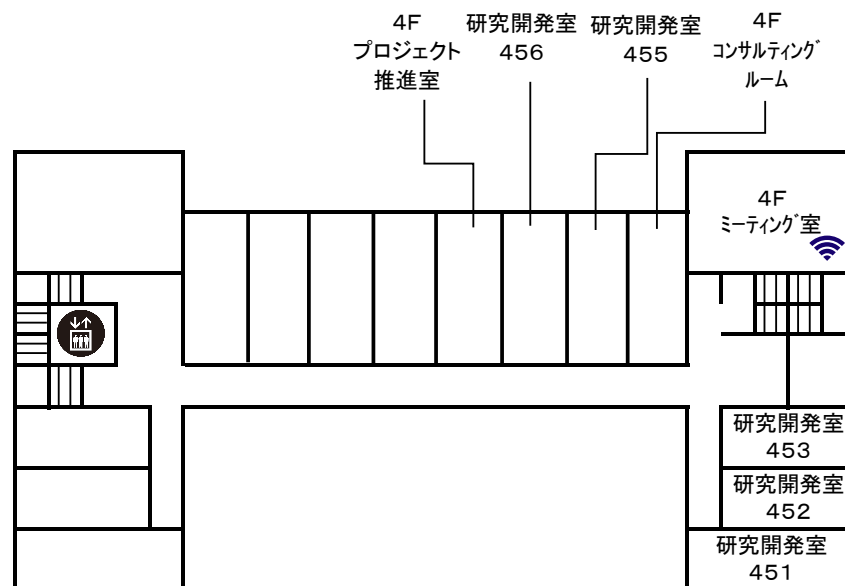 4F
プロジェクト
推進室
研究開発室
456
研究開発室
455
4F
コンサルティング
ルーム
4F
ミーティング室
研究開発室
453
研究開発室
452
研究開発室
451